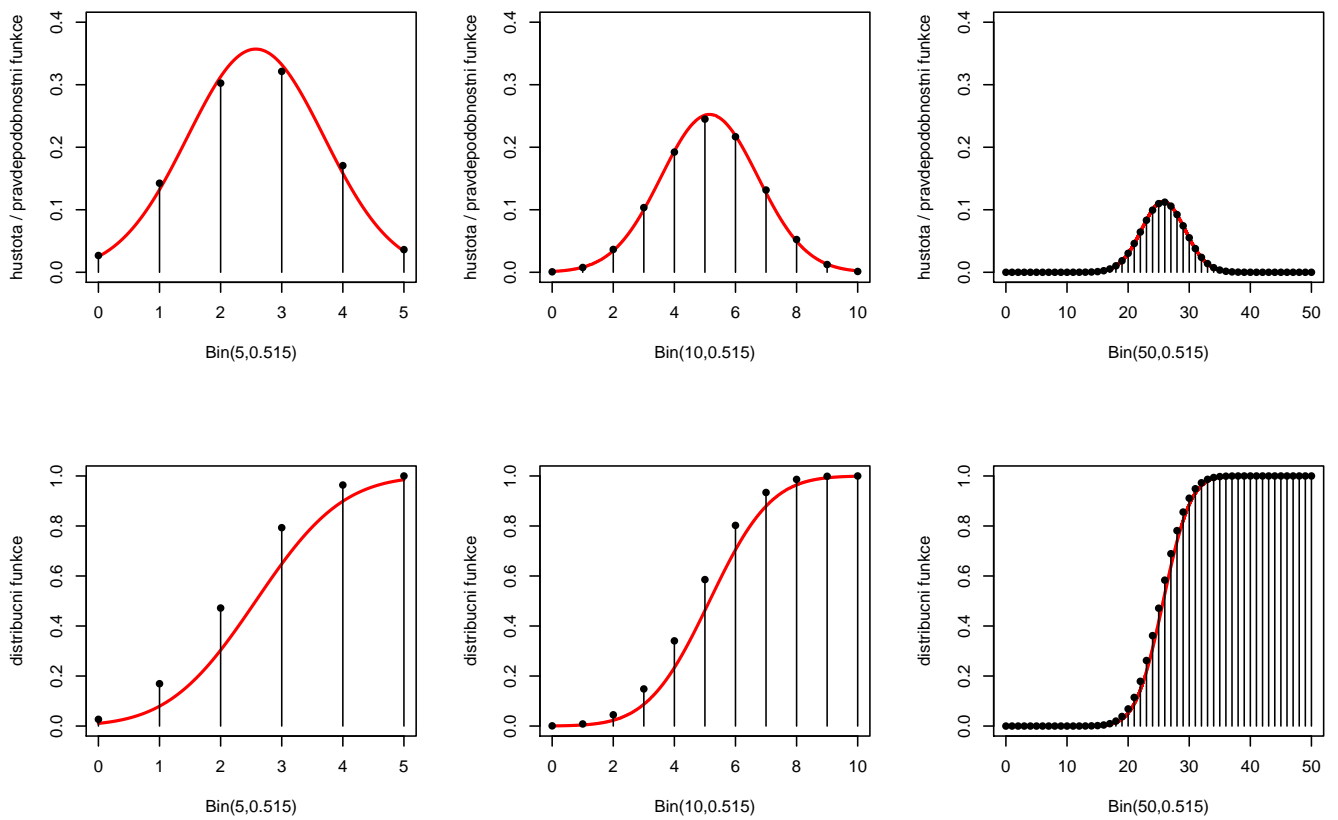 hustota / pravdepodobnostni funkce
0.0 0.1 0.2 0.3 0.4
0 1 2 3 4 5
Bin(5,0.515)
hustota / pravdepodobnostni funkce
0.0 0.1 0.2 0.3 0.4
0 2 4 6 8 10
Bin(10,0.515)
hustota / pravdepodobnostni funkce
0.0 0.1 0.2 0.3 0.4
0 10 20 30 40 50
Bin(50,0.515)
distribucní funkce
0.0 0.2 0.4 0.6 0.8 1.0
0 1 2 3 4 5
Bin(5,0.515)
distribucní funkce
0.0 0.2 0.4 0.6 0.8 1.0
0 2 4 6 8 10
Bin(10,0.515)
distribucní funkce
0.0 0.2 0.4 0.6 0.8 1.0
0 10 20 30 40 50
Bin(50,0.515)